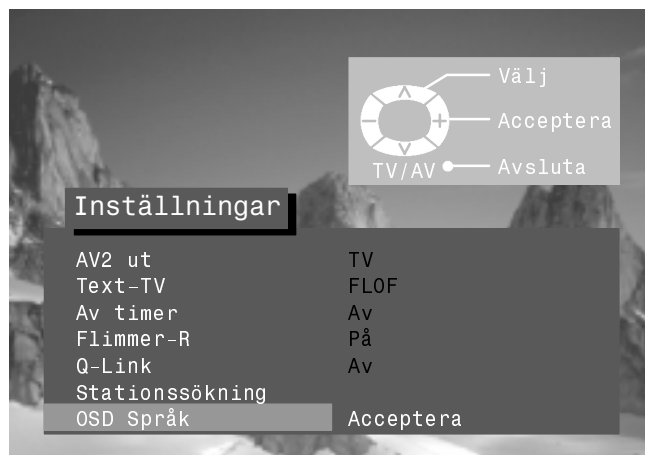 Välj
Acceptera
TV/AV Avsluta
Inställningar
AV2 ut TV
Text-TV FLOF
Av timer Av
Flimmer-R På
Q-Link Av
Stationssökning
OSD Språk Acceptera